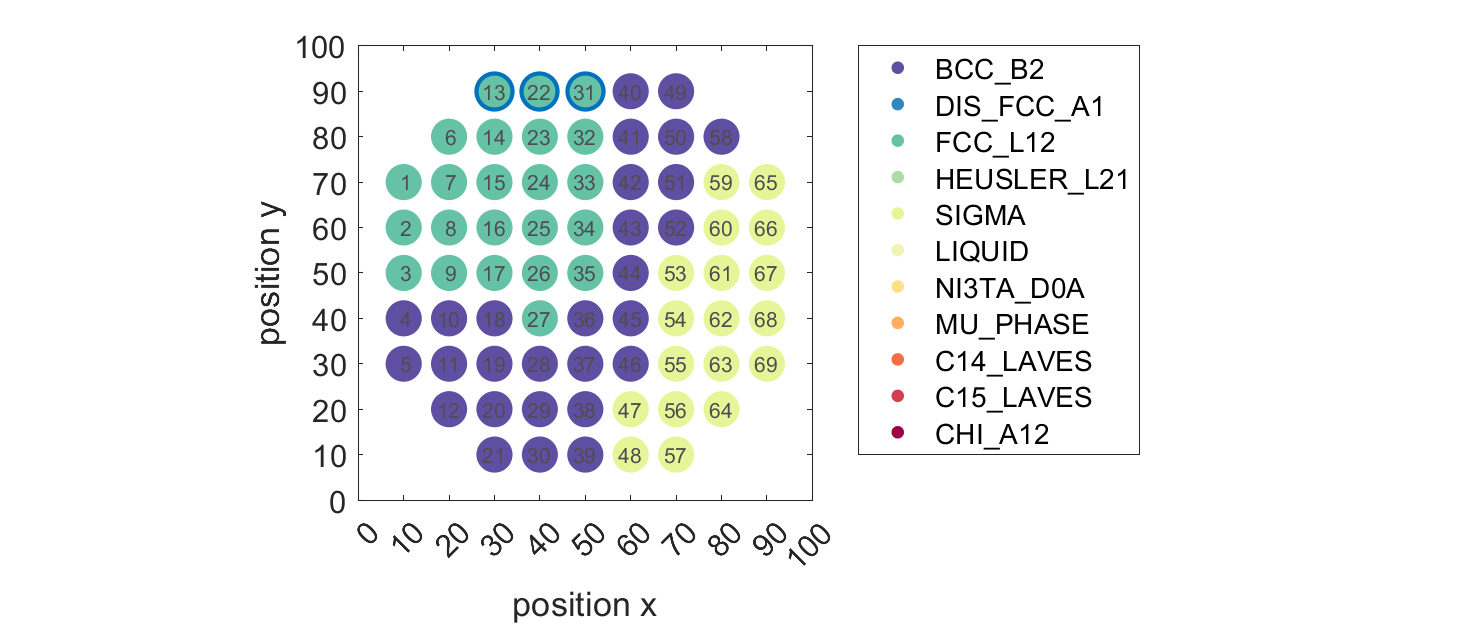 100
90 13 22 31 40 49
80 6 14 23 32 41 50 58
70 1 7 15 24 33 42 51 59 65
60 2 8 16 25 34 43 52 60 66
50 3 9 17 26 35 44 53 61 67
40 4 10 18 27 36 45 54 62 68
30 5 11 19 28 37 46 55 63 69
20 12 20 29 38 47 56 64
10 21 30 39 48 57
0
0 10 20 30 40 50 60 70 80 90 100
position x
position y
BCC_B2
DIS_FCC_A1
FCC_L12
HEUSLER_L21
SIGMA
LIQUID
NI3TA_D0A
MU_PHASE
C14_LAVES
C15_LAVES
CHI_A12